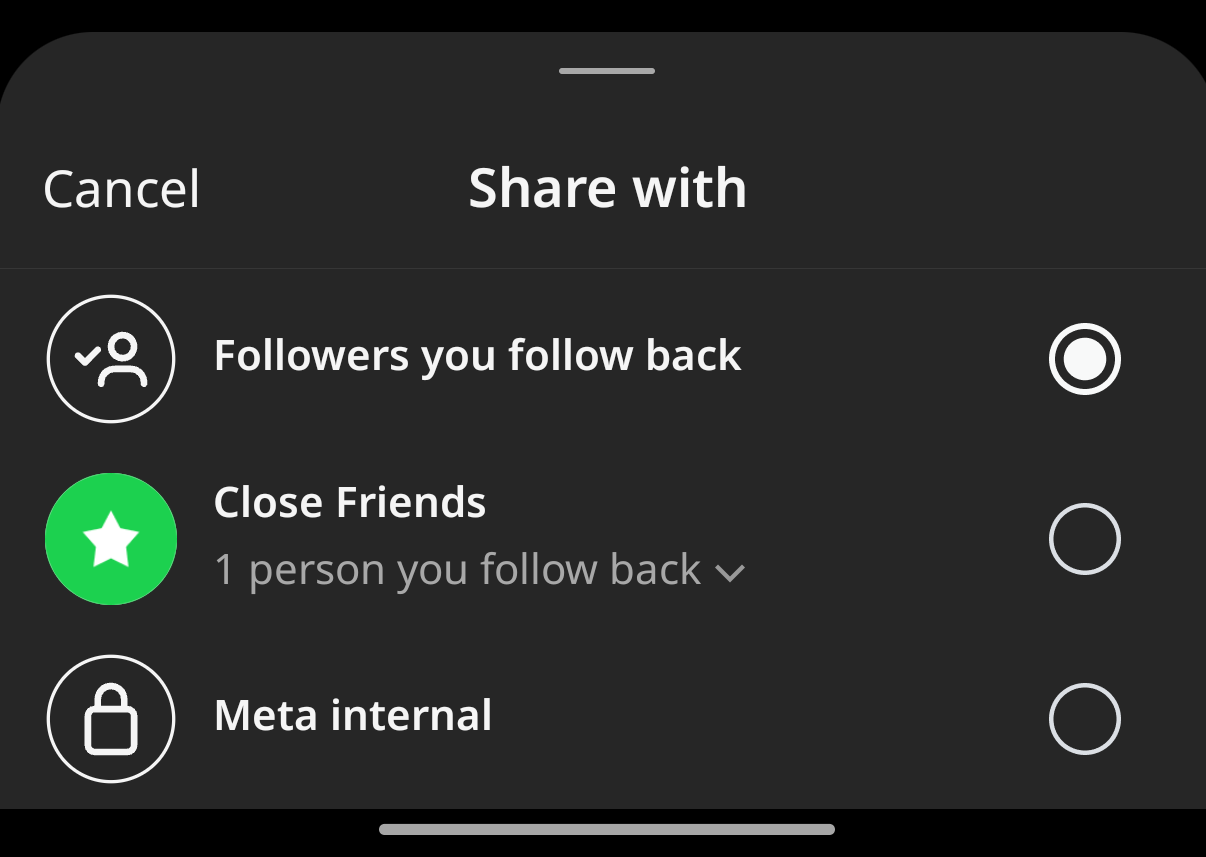 Cancel
Share with
Followers you follow back
Close Friends
1 person you follow back
Meta internal